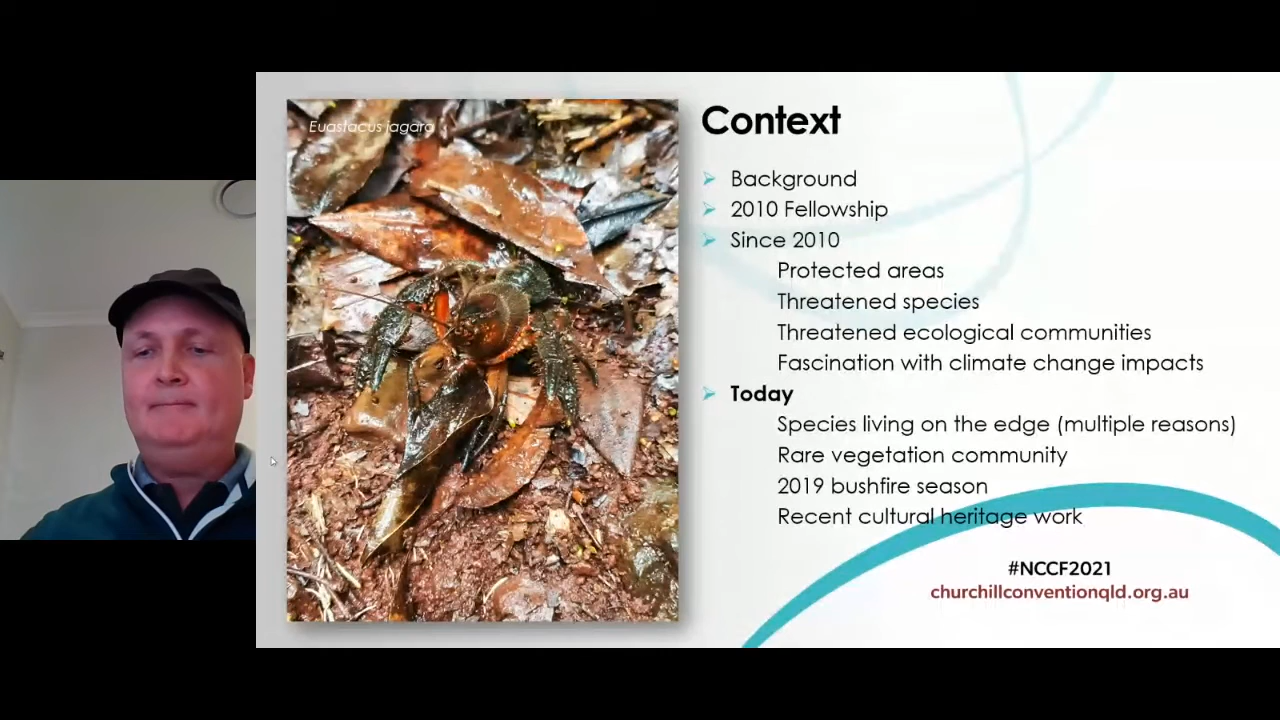 Euastacus jagara
Context
Background
2010 Fellowship
Since 2010
Protected areas
Threatened species
Threatened ecological communities
Fascination with climate change impacts
Today
Species living on the edge (multiple reasons)
Rare vegetation community
2019 bushfire season
Recent cultural heritage work
#NCCF2021
churchillconventionqld.org.au